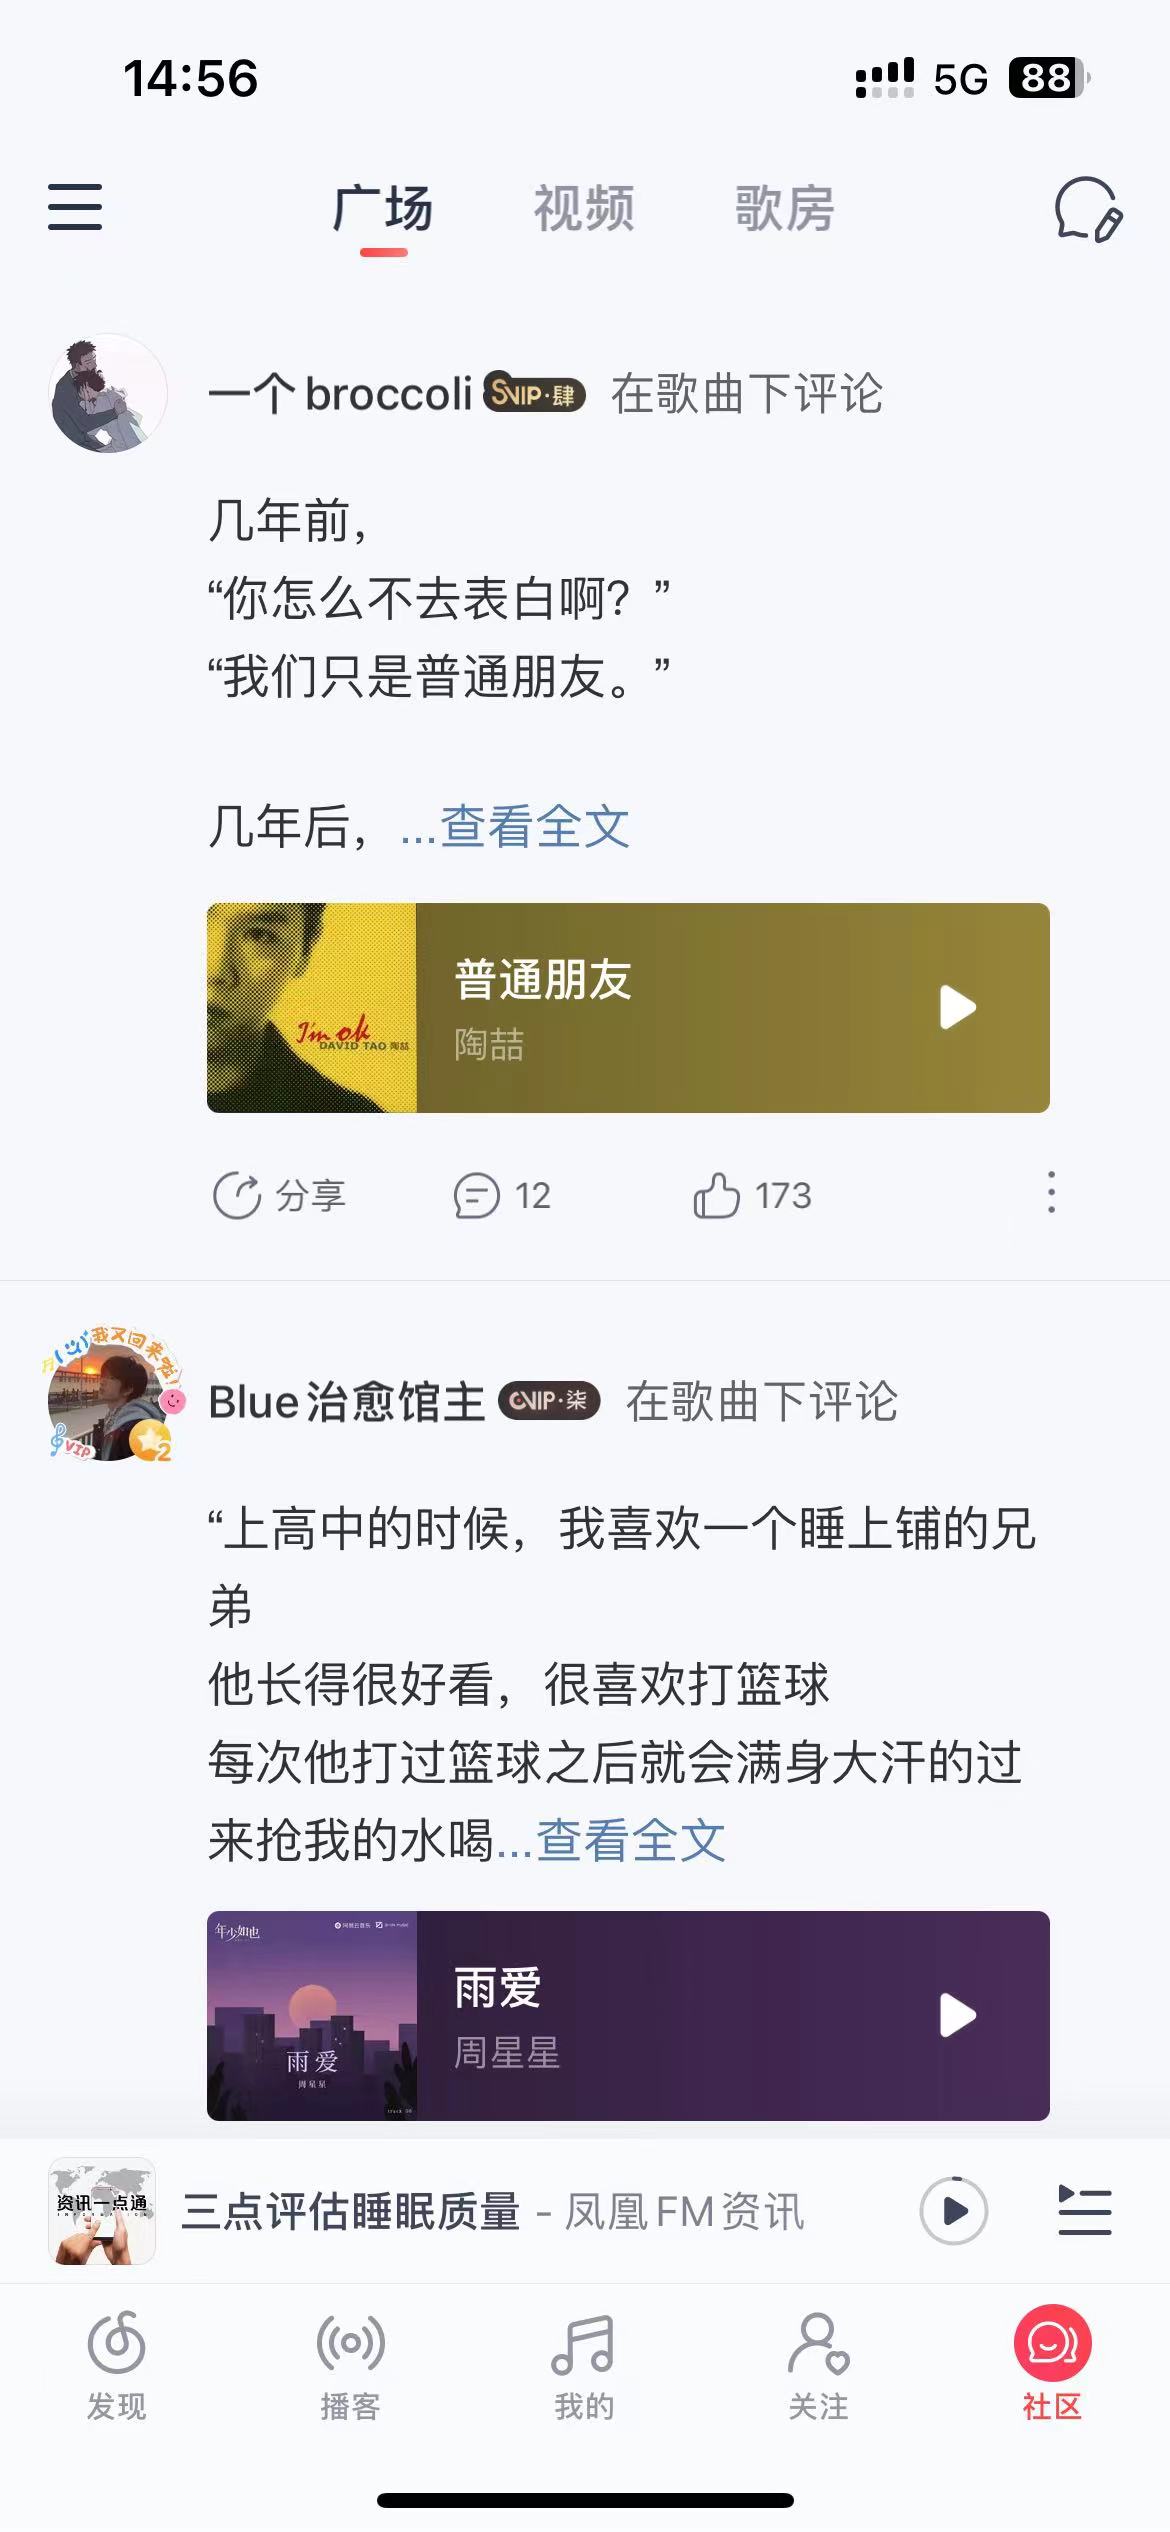 14:56
5G 88
广场 视频 歌房
一个broccoli SVIP·肆 在歌曲下评论
几年前，
“你怎么不去表白啊？”
“我们只是普通朋友。”
几年后，...查看全文
普通朋友
陶喆
I'm ok
DAVID TAO 陶喆
分享 12 173
我又回来啦!
VIP
2
Blue治愈馆主 CVIP·柒 在歌曲下评论
“上高中的时候，我喜欢一个睡上铺的兄
弟
他长得很好看，很喜欢打篮球
每次他打过篮球之后就会满身大汗的过
来抢我的水喝...查看全文
年少如也
网易云音乐
雨爱
周星星
雨爱
周星星
资讯一点通
INFORMATION
三点评估睡眠质量 - 凤凰FM资讯
发现 播客 我的 关注 社区